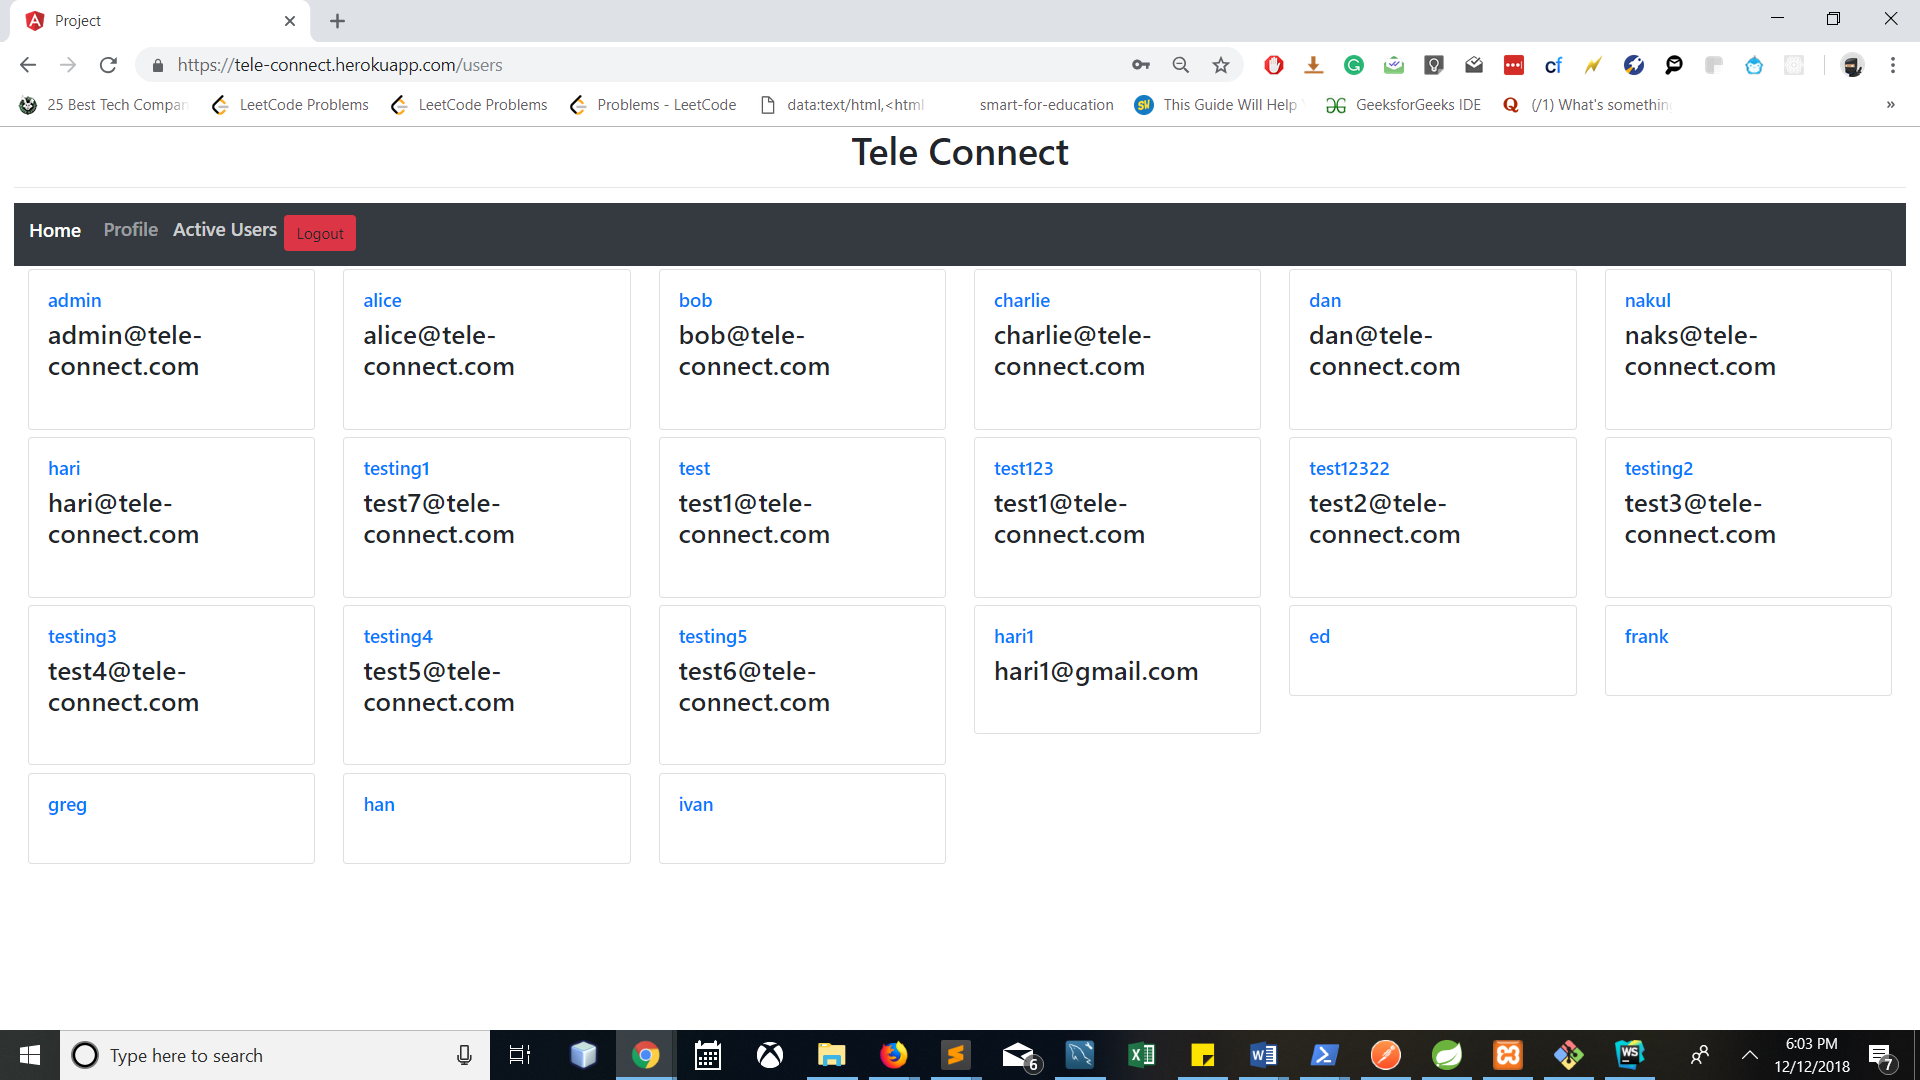 Project
https://tele-connect.herokuapp.com/users
25 Best Tech Compan
LeetCode Problems
LeetCode Problems
Problems - LeetCode
data:text/html,<html
smart-for-education
This Guide Will Help
GeeksforGeeks IDE
(/1) What's somethin
»
Tele Connect
Home Profile Active Users Logout
admin
admin@tele-
connect.com
alice
alice@tele-
connect.com
bob
bob@tele-
connect.com
charlie
charlie@tele-
connect.com
dan
dan@tele-
connect.com
nakul
naks@tele-
connect.com
hari
hari@tele-
connect.com
testing1
test7@tele-
connect.com
test
test1@tele-
connect.com
test123
test1@tele-
connect.com
test12322
test2@tele-
connect.com
testing2
test3@tele-
connect.com
testing3
test4@tele-
connect.com
testing4
test5@tele-
connect.com
testing5
test6@tele-
connect.com
hari1
hari1@gmail.com
ed
frank
greg
han
ivan
Type here to search
6
6:03 PM
12/12/2018
7